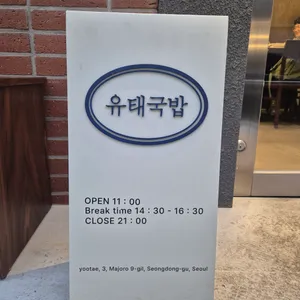 유태국밥
OPEN 11 : 00
Break time 14 : 30 - 16 : 30
CLOSE 21 : 00
yootae, 3, Majoro 9-gil, Seongdong-gu, Seoul